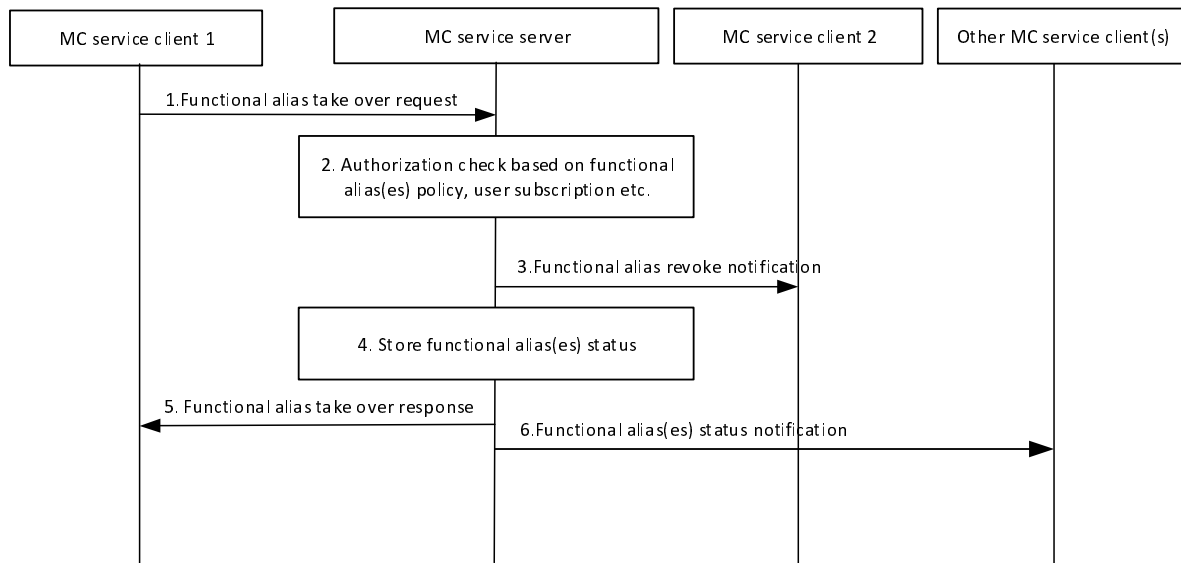 MC service client 1
MC service server
MC service client 2
Other MC service client(s)
1.Functional alias take over request
2. Authorization check based on functional
alias(es) policy, user subscription etc.
3.Functional alias revoke notification
4. Store functional alias(es) status
5. Functional alias take over response
6.Functional alias(es) status notification